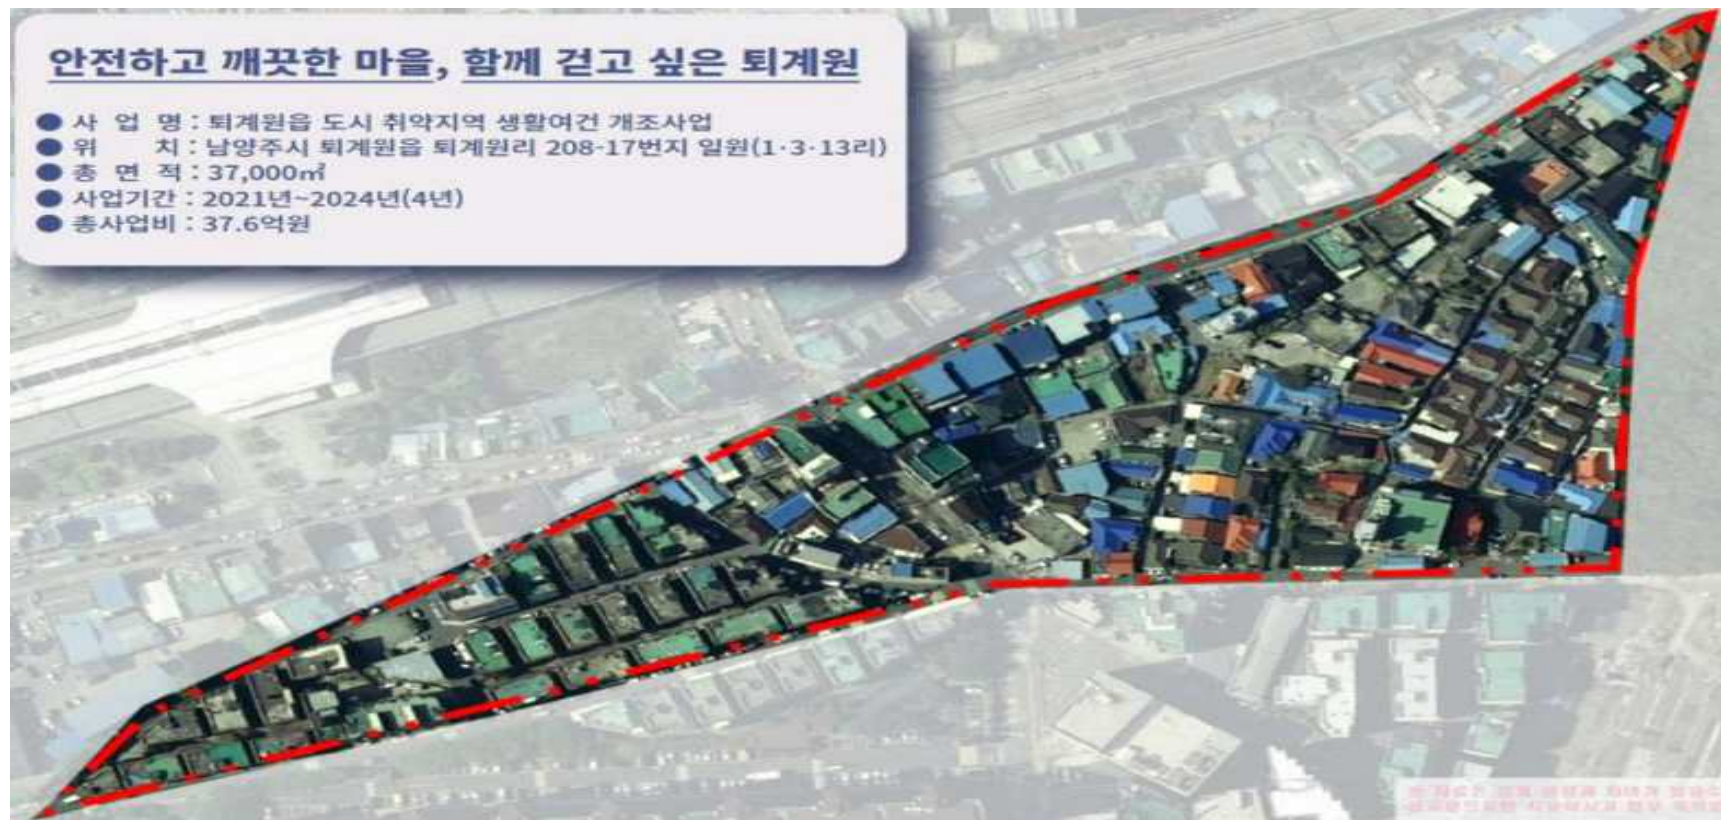 안전하고 깨끗한 마을, 함께 걷고 싶은 퇴계원
● 사 업 명 : 퇴계원읍 도시 취약지역 생활여건 개조사업
● 위 치 : 남양주시 퇴계원읍 퇴계원리 208-17번지 일원(1·3·13리)
● 총 면 적 : 37,000㎡
● 사업기간 : 2021년~2024년(4년)
● 총사업비 : 37.6억원